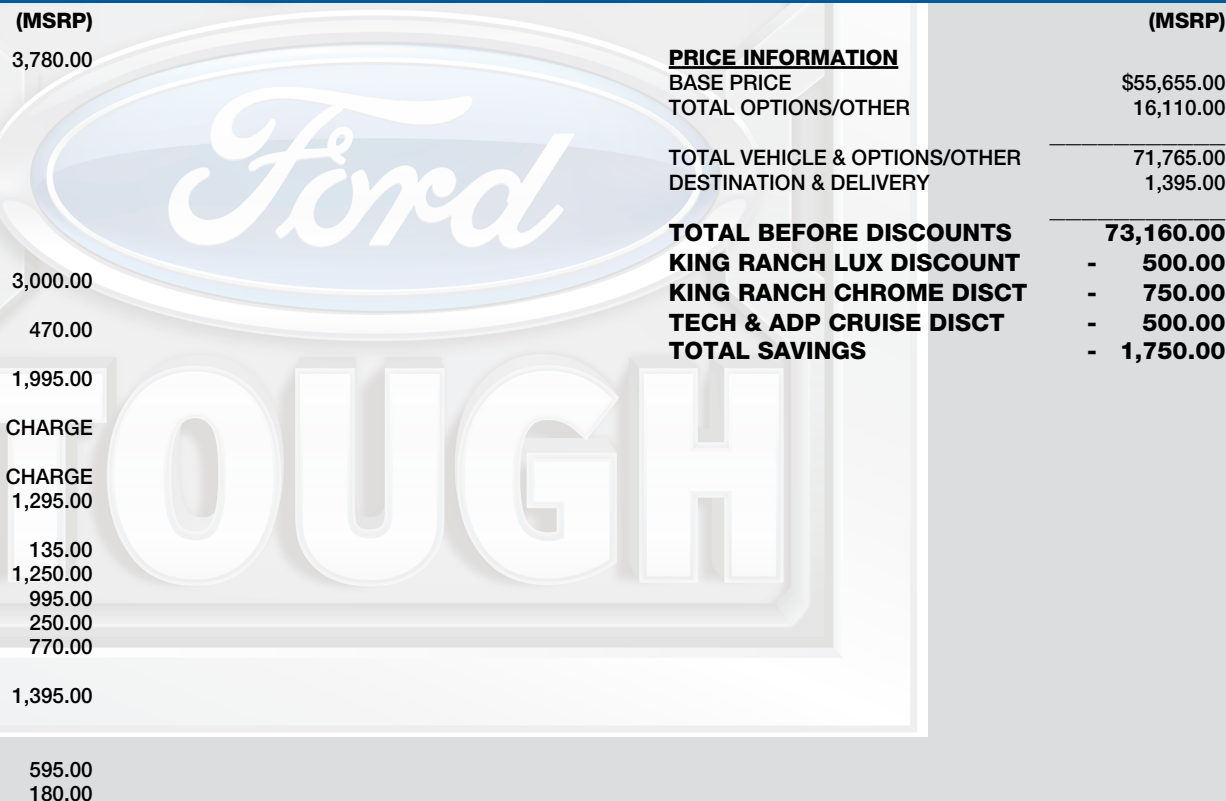 (MSRP)
3,780.00
3,000.00
470.00
1,995.00
CHARGE
CHARGE
1,295.00
135.00
1,250.00
995.00
250.00
770.00
1,395.00
595.00
180.00
Ford
TOUGH
(MSRP)
PRICE INFORMATION
BASE PRICE $55,655.00
TOTAL OPTIONS/OTHER 16,110.00
TOTAL VEHICLE & OPTIONS/OTHER 71,765.00
DESTINATION & DELIVERY 1,395.00
TOTAL BEFORE DISCOUNTS 73,160.00
KING RANCH LUX DISCOUNT - 500.00
KING RANCH CHROME DISCT - 750.00
TECH & ADP CRUISE DISCT - 500.00
TOTAL SAVINGS - 1,750.00